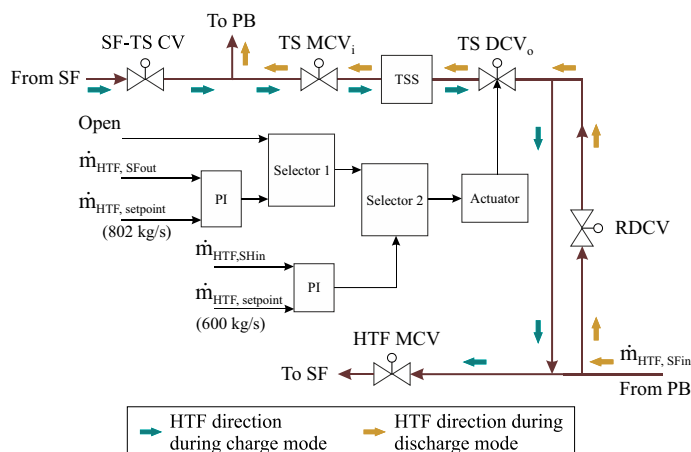 To PB
SF-TS CV
TS MCVi
TS DCVo
From SF
TSS
Open
ṁHTF, SFout
Selector 1
PI
Selector 2
Actuator
ṁHTF, setpoint
(802 kg/s)
RDCV
ṁHTF,SHin
PI
ṁHTF, setpoint
(600 kg/s)
HTF MCV
ṁHTF, SFin
To SF
From PB
HTF direction
during charge mode
HTF direction during
discharge mode